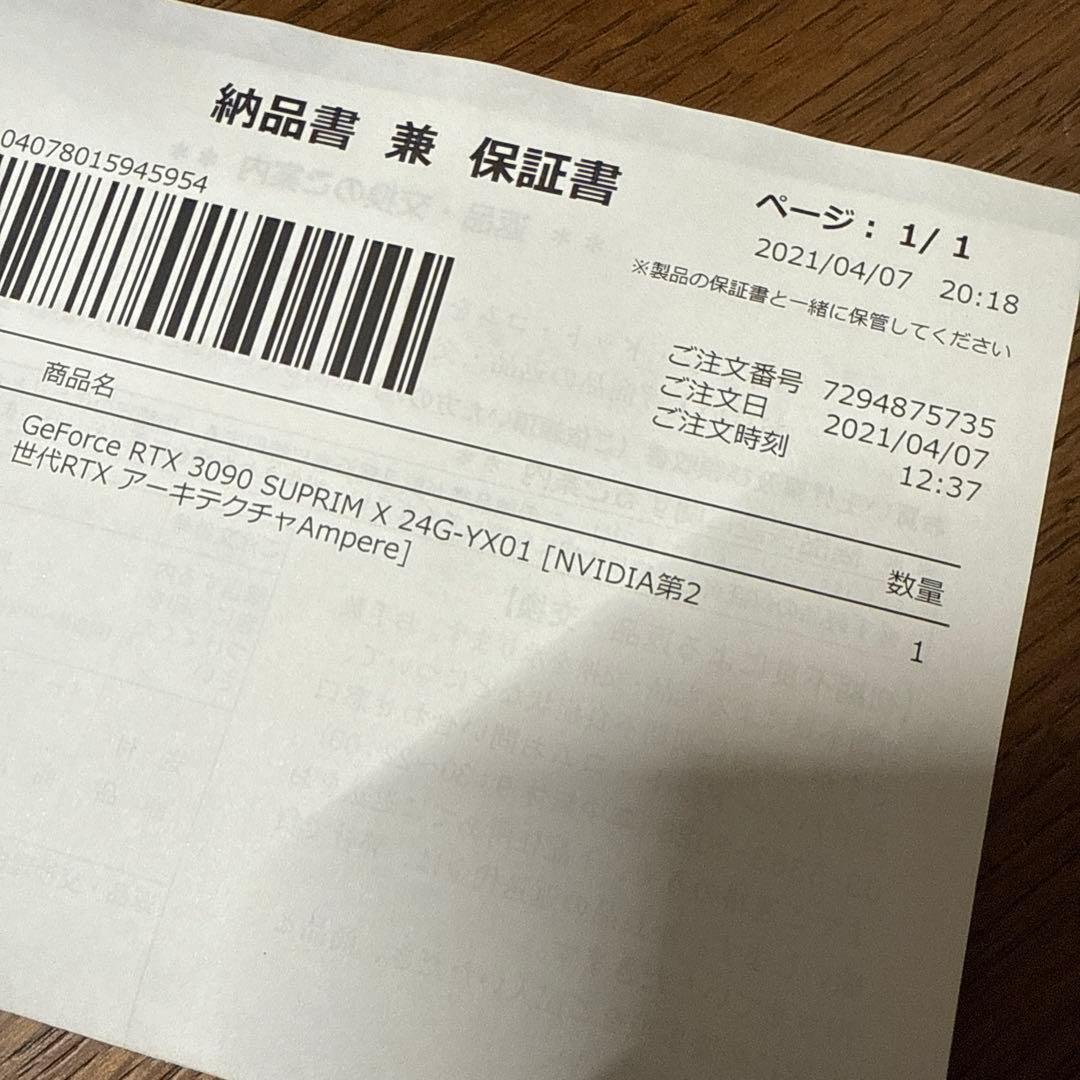 納品書 兼 保証書
04078015945954
ページ： 1/ 1
2021/04/07 20:18
※製品の保証書と一緒に保管してください
ご注文番号 7294875735
ご注文日 2021/04/07
ご注文時刻 12:37
商品名 数量
GeForce RTX 3090 SUPRIM X 24G-YX01 [NVIDIA第2
世代RTX アーキテクチャAmpere]
1